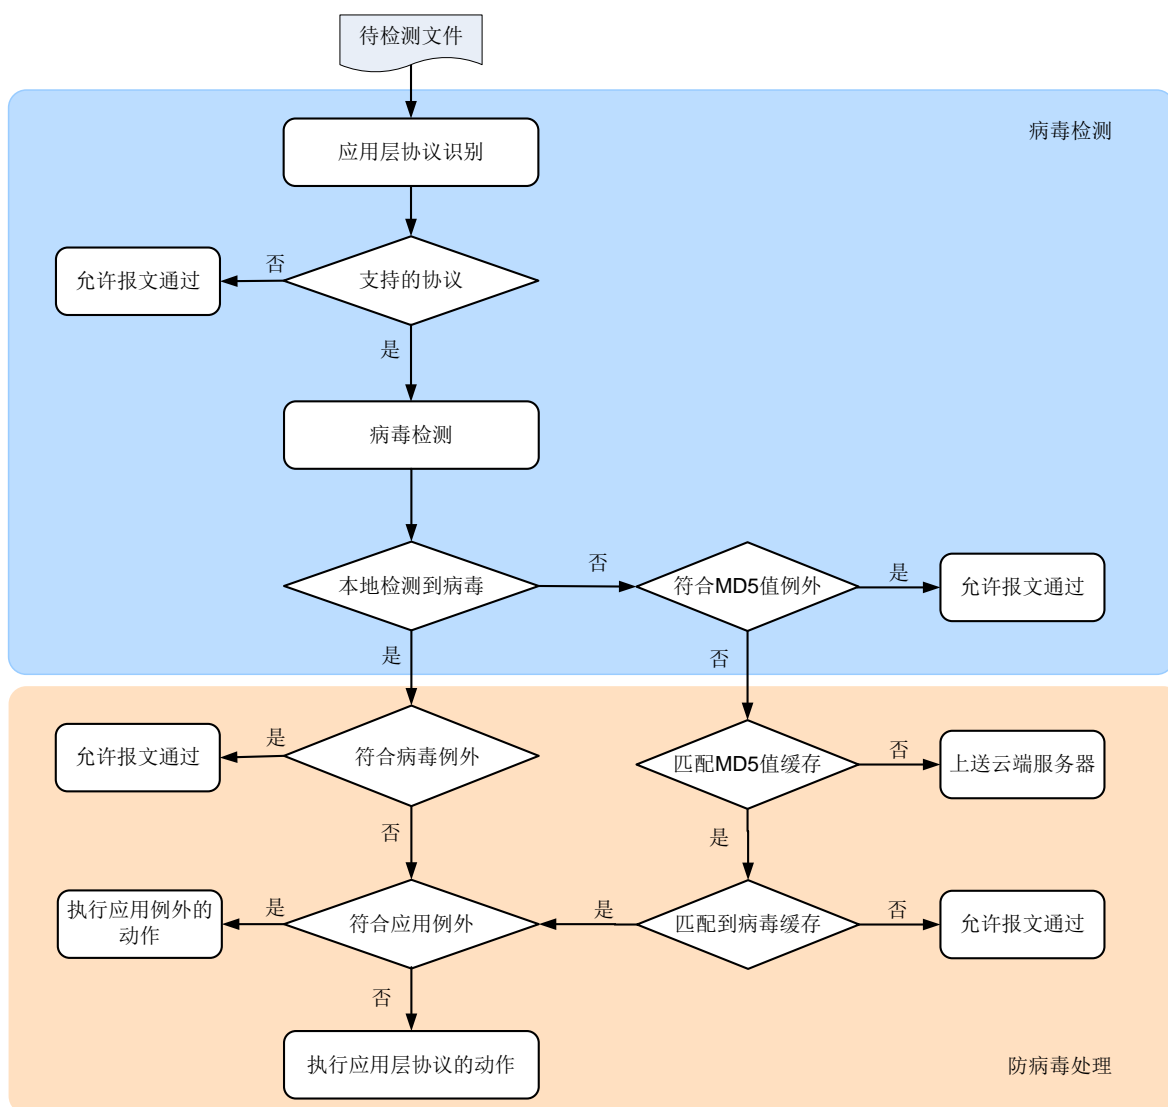 待检测文件
病毒检测
应用层协议识别
否
允许报文通过
支持的协议
是
病毒检测
否
是
本地检测到病毒
符合MD5值例外
允许报文通过
是
否
是
否
允许报文通过
符合病毒例外
匹配MD5值缓存
上送云端服务器
否
是
执行应用例外的
动作
是
符合应用例外
是
匹配到病毒缓存
否
允许报文通过
否
执行应用层协议的动作
防病毒处理